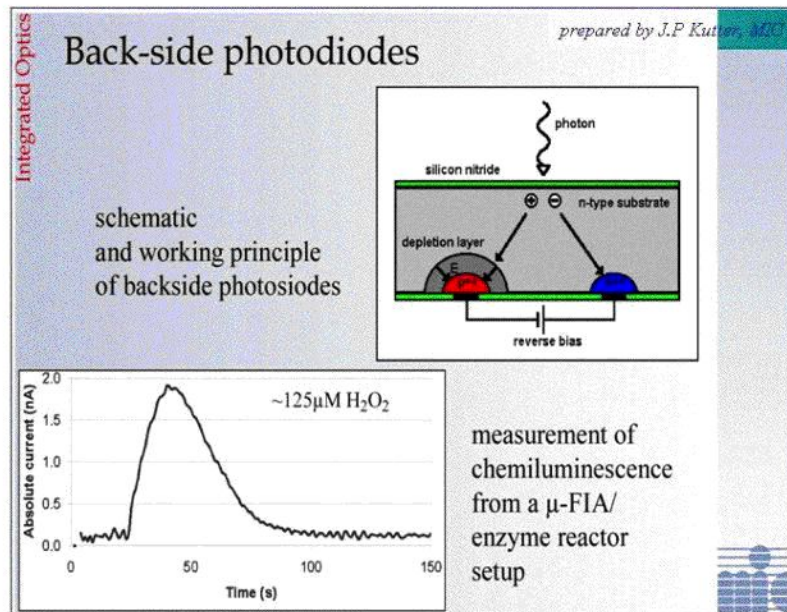 prepared by J.P Kutter, MIC
Integrated Optics
Back-side photodiodes
photon
silicon nitride
n-type substrate
depletion layer
E
reverse bias
schematic
and working principle
of backside photosiodes
Absolute current (nA)
2.0
1.5
1.0
0.5
0.0
~125μM H₂O₂
0
50
100
150
Time (s)
measurement of
chemiluminescence
from a μ-FIA/
enzyme reactor
setup